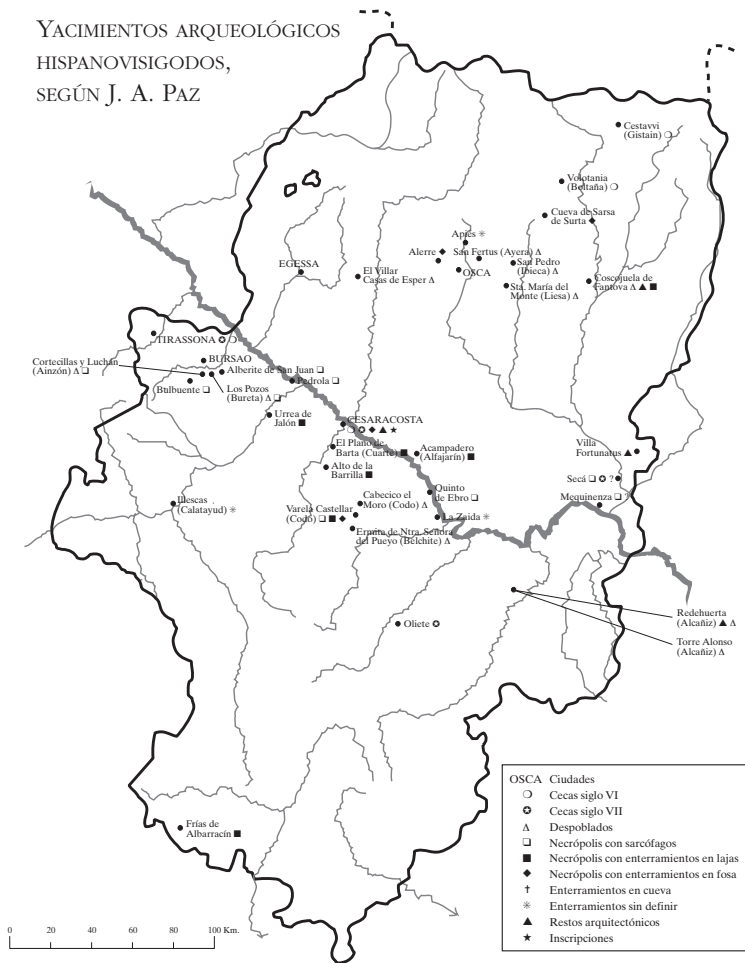 YACIMIENTOS ARQUEOLÓGICOS
HISPANOVISIGODOS,
SEGÚN J. A. PAZ
Cestavvi
(Gistain) ❍
Volotania
(Boltaña) ❍
Cueva de Sarsa
de Surta ◆
Apiés ✳
Alerre ◆
San Fertus (Ayera) ∆
OSCA
San Pedro
(Ibieca) ∆
Sta. María del
Monte (Liesa) ∆
Coscojuela de
Fantova ∆ ▲ ■
EGESSA
El Villar
Casas de Esper ∆
TIRASSONA ✪ ❍
BURSAO
Cortecillas y Luchán
(Ainzón) ∆ ❑
Alberite de San Juan ❑
Bulbuente ❑
Los Pozos
(Bureta) ∆ ❑
Pedrola ❑
Urrea de
Jalón ■
CESARACOSTA
❍ ✪ ◆ ▲ ★
El Plano de
Barta (Cuarte) ■
Alto de la
Barrilla ■
Acampadero
(Alfajarín) ■
Villa
Fortunatus ▲
Secá ❑ ✪ ?
Mequinenza ❑ ?
Quinto
de Ebro ❑
Illescas
(Calatayud) ✳
Cabecico el
Moro (Codo) ∆
Varela Castellar
(Codo) ❑ ■ ◆
La Zaida ✳
Ermita de Ntra. Señora
del Pueyo (Belchite) ∆
Redehuerta
(Alcañiz) ▲ ∆
Torre Alonso
(Alcañiz) ∆
Oliete ✪
Frías de
Albarracín ■
OSCA Ciudades
❍ Cecas siglo VI
✪ Cecas siglo VII
∆ Despoblados
❑ Necrópolis con sarcófagos
■ Necrópolis con enterramientos en lajas
◆ Necrópolis con enterramientos en fosa
† Enterramientos en cueva
✳ Enterramientos sin definir
▲ Restos arquitectónicos
★ Inscripciones
0 20 40 60 80 100 Km.